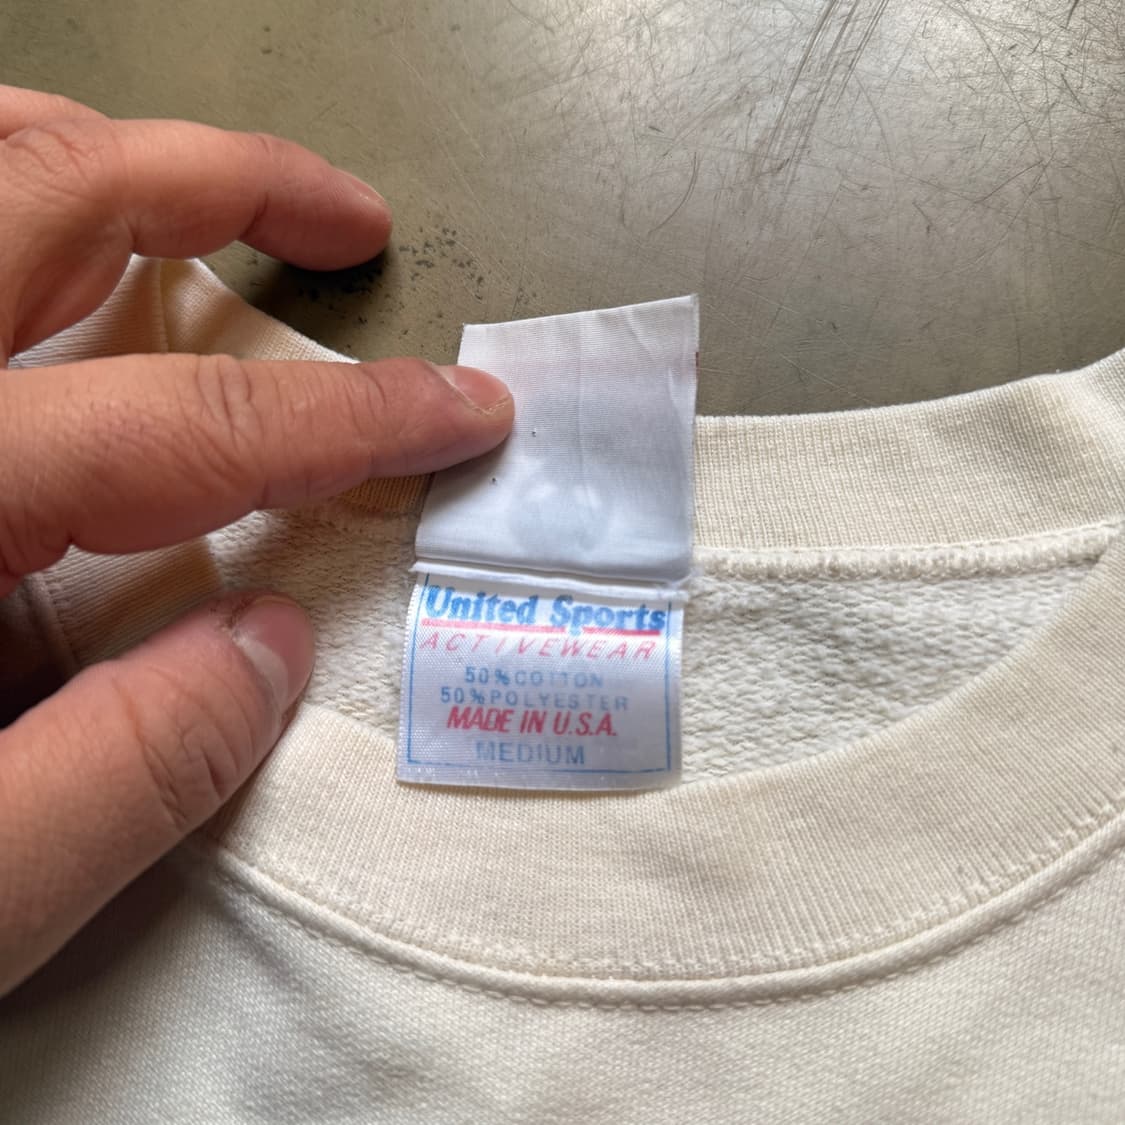 United Sports
ACTIVEWEAR
50%COTTON
50%POLYESTER
MADE IN U.S.A.
MEDIUM